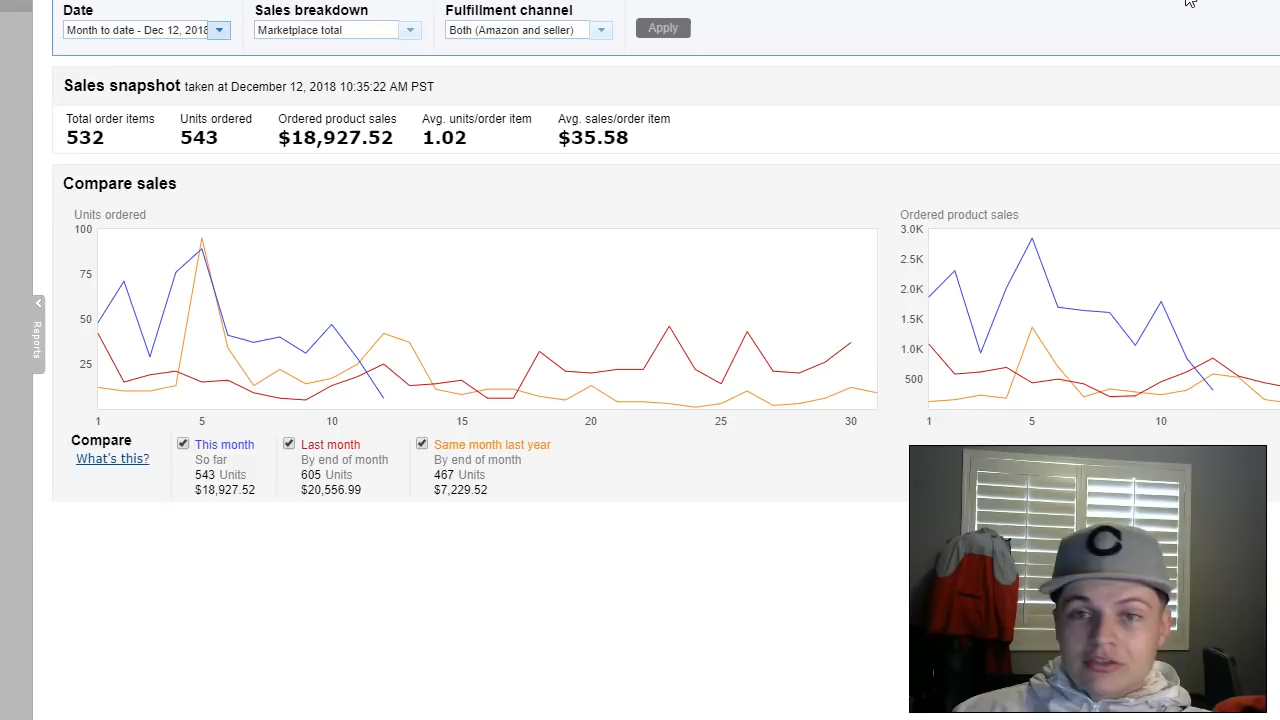 Date
Sales breakdown
Fulfillment channel
Month to date - Dec 12, 2018
Marketplace total
Both (Amazon and seller)
Apply
Sales snapshot taken at December 12, 2018 10:35:22 AM PST
Total order items
Units ordered
Ordered product sales
Avg. units/order item
Avg. sales/order item
532
543
$18,927.52
1.02
$35.58
Compare sales
Units ordered
100
75
50
25
1
5
10
15
20
25
30
Ordered product sales
3.0K
2.5K
2.0K
1.5K
1.0K
500
1
5
10
Reports
Compare
What's this?
This month
So far
543 Units
$18,927.52
Last month
By end of month
605 Units
$20,556.99
Same month last year
By end of month
467 Units
$7,229.52
C